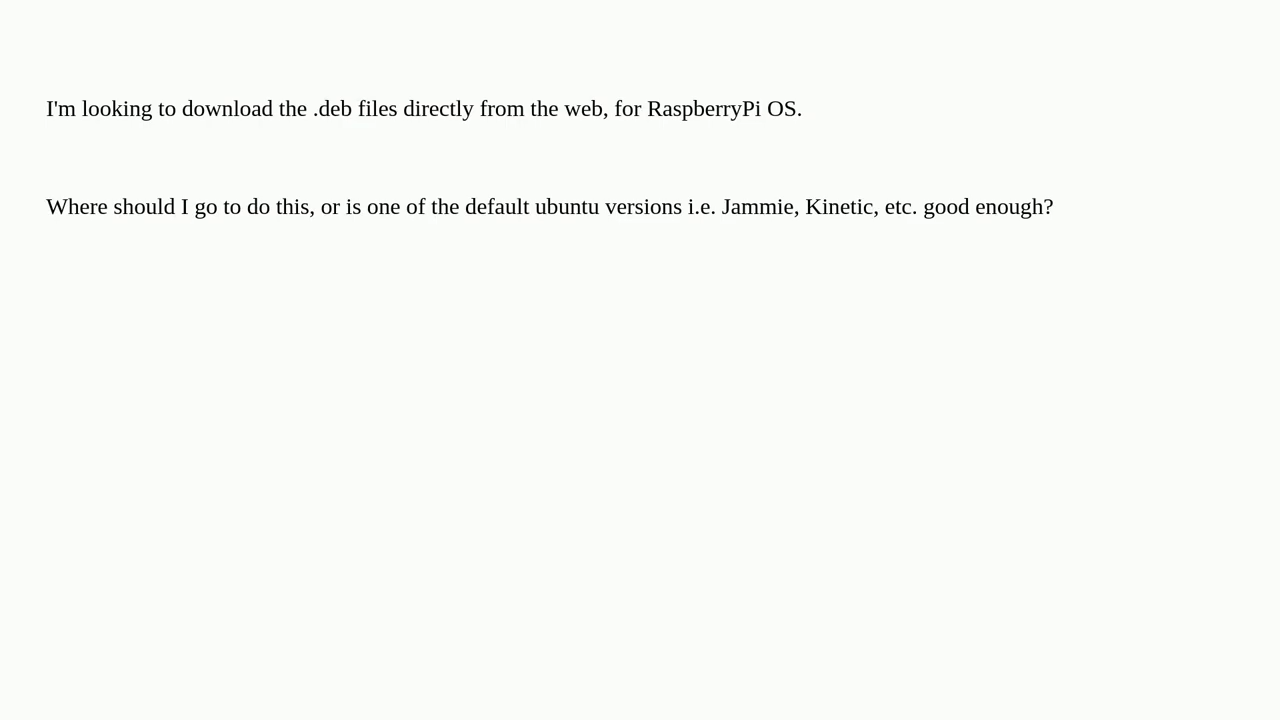 I'm looking to download the .deb files directly from the web, for RaspberryPi OS.
Where should I go to do this, or is one of the default ubuntu versions i.e. Jammie, Kinetic, etc. good enough?